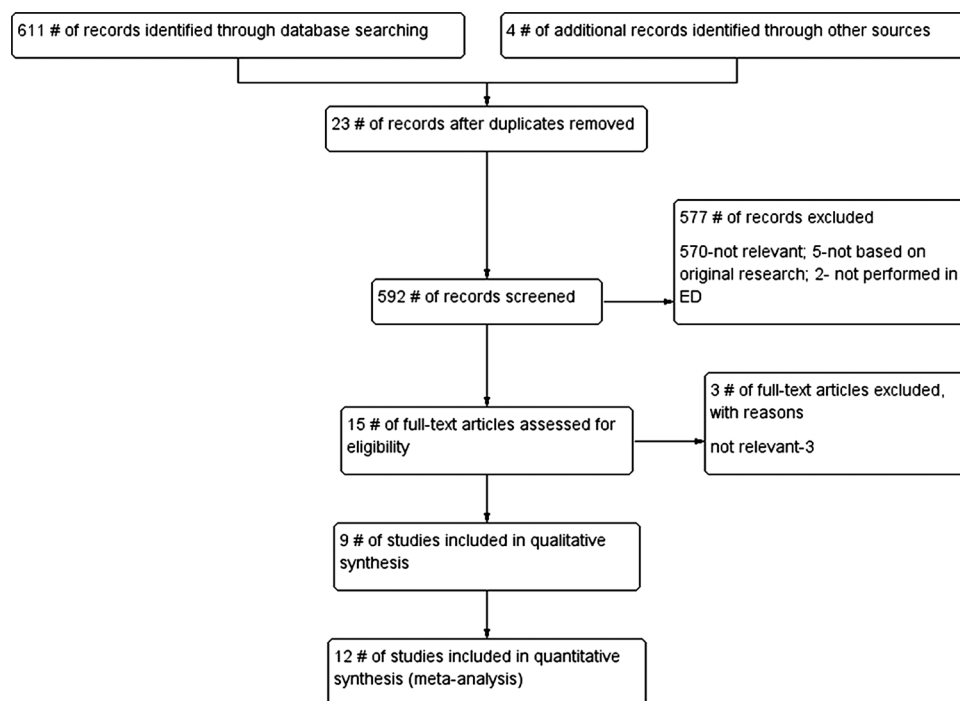 611 # of records identified through database searching
4 # of additional records identified through other sources
23 # of records after duplicates removed
577 # of records excluded
570-not relevant; 5-not based on
original research; 2- not performed in
ED
592 # of records screened
3 # of full-text articles excluded,
with reasons
not relevant-3
15 # of full-text articles assessed for
eligibility
9 # of studies included in qualitative
synthesis
12 # of studies included in quantitative
synthesis (meta-analysis)